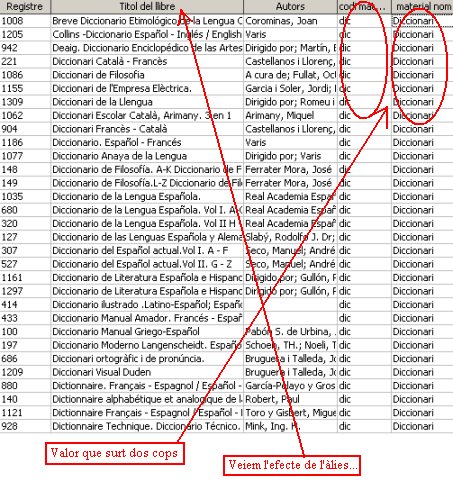 Registre Titol del llibre Autors codi mat... material nom
1008 Breve Diccionario Etimológico de la Lengua C Corominas, Joan dic Diccionari
1205 Collins -Diccionario Español - Inglés / English Varis dic Diccionari
942 Deaig. Diccionario Enciclopédico de las Artes Dirigido por; Martín, E dic Diccionari
221 Diccionari Català - Francès Castellanos i Llorenç, dic Diccionari
1086 Diccionari de Filosofia A cura de; Fullat, Oct dic Diccionari
1155 Diccionari de l'Empresa Elèctrica. Garcia i Soler, Jordi; dic Diccionari
1309 Diccionari de la Llengua Dirigido por; Romeu i dic Diccionari
1062 Diccionari Escolar Català, Arimany. 3 en 1 Arimany, Miquel dic Diccionari
904 Diccionari Francès - Català Castellanos i Llorenç, dic Diccionari
1186 Diccionario. Español - Francés Varis dic Diccionari
1077 Diccionario Anaya de la Lengua Dirigido por; Varis dic Diccionari
148 Diccionario de Filosofía. A-K Diccionario de F Ferrater Mora, José dic Diccionari
149 Diccionario de Filosofía.L-Z Diccionario de Fi Ferrater Mora, José dic Diccionari
1035 Diccionario de la Lengua Española. Real Academia Espa dic Diccionari
680 Diccionario de la Lengua Española. Vol I. A-G Real Academia Espa dic Diccionari
320 Diccionario de la Lengua Española. Vol II H Real Academia Espa dic Diccionari
127 Diccionario de las Lenguas Española y Alema Slabý, Rodolfo J. Dr; dic Diccionari
307 Diccionario del Español actual.Vol I. A - F Seco, Manuel; André dic Diccionari
527 Diccionario del Español actual.Vol II. G - Z Seco, Manuel; André dic Diccionari
1161 Diccionario de Literatura Española e Hispano Dirigido por; Gullón, R dic Diccionari
1297 Diccionario de Literatura Española e Hispano Dirigido por; Gullón, R dic Diccionari
414 Diccionario ilustrado .Latino-Español; Españo dic Diccionari
433 Diccionario Manual Amador. Francés - Españ dic Diccionari
100 Diccionario Manual Griego-Español Pabón S. de Urbina, . dic Diccionari
197 Diccionario Moderno Langenscheidt. Españo Schoen, TH.; Noeli, T dic Diccionari
686 Diccionari ortogràfic i de pronúncia. Bruguera i Talleda, Jo dic Diccionari
1209 Diccionari Visual Duden Bruguera i Talleda, J dic Diccionari
880 Dictionnaire. Français - Espagnol / Español - García-Pelayo y Gros dic Diccionari
140 Dictionnaire alphabétique et analogique de la Robert, Paul dic Diccionari
1121 Dictionnaire Français - Espagnol / Español - F Toro y Gisbert, Migue dic Diccionari
928 Dictionnaire Technique. Diccionario Técnico. Mink, Ing. H. dic Diccionari
Valor que surt dos cops
Veiem l'efecte de l'àlies...